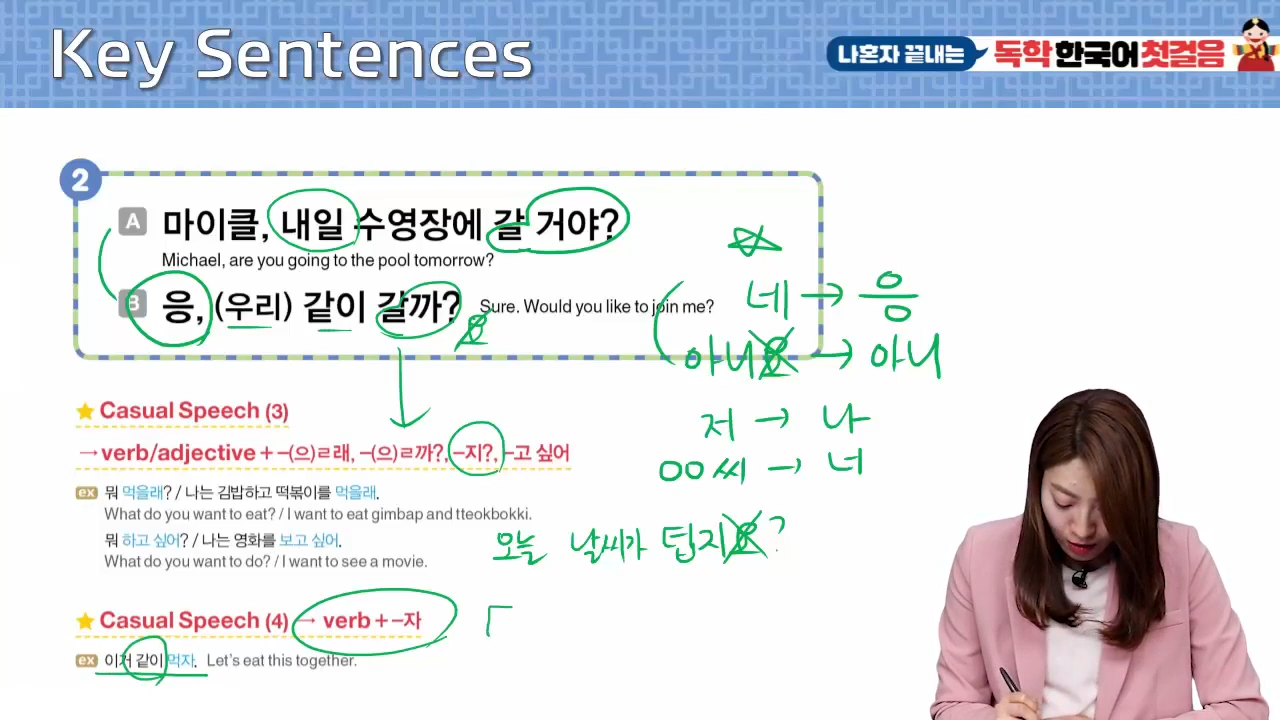 Key Sentences
나혼자 끝내는 독학 한국어 첫걸음
2
A 마이클, 내일 수영장에 갈 거야?
Michael, are you going to the pool tomorrow?
B 응, (우리) 같이 갈까? Sure. Would you like to join me?
요
네 → 응
아니요 → 아니
저 → 나
OO씨 → 너
Casual Speech (3)
→ verb/adjective + –(으)ㄹ래, –(으)ㄹ까?, –지?, –고 싶어
ex 뭐 먹을래? / 나는 김밥하고 떡볶이를 먹을래.
What do you want to eat? / I want to eat gimbap and tteokbokki.
뭐 하고 싶어? / 나는 영화를 보고 싶어.
What do you want to do? / I want to see a movie.
오늘 날씨가 덥지요?
Casual Speech (4) → verb + –자
ex 이거 같이 먹자. Let's eat this together.